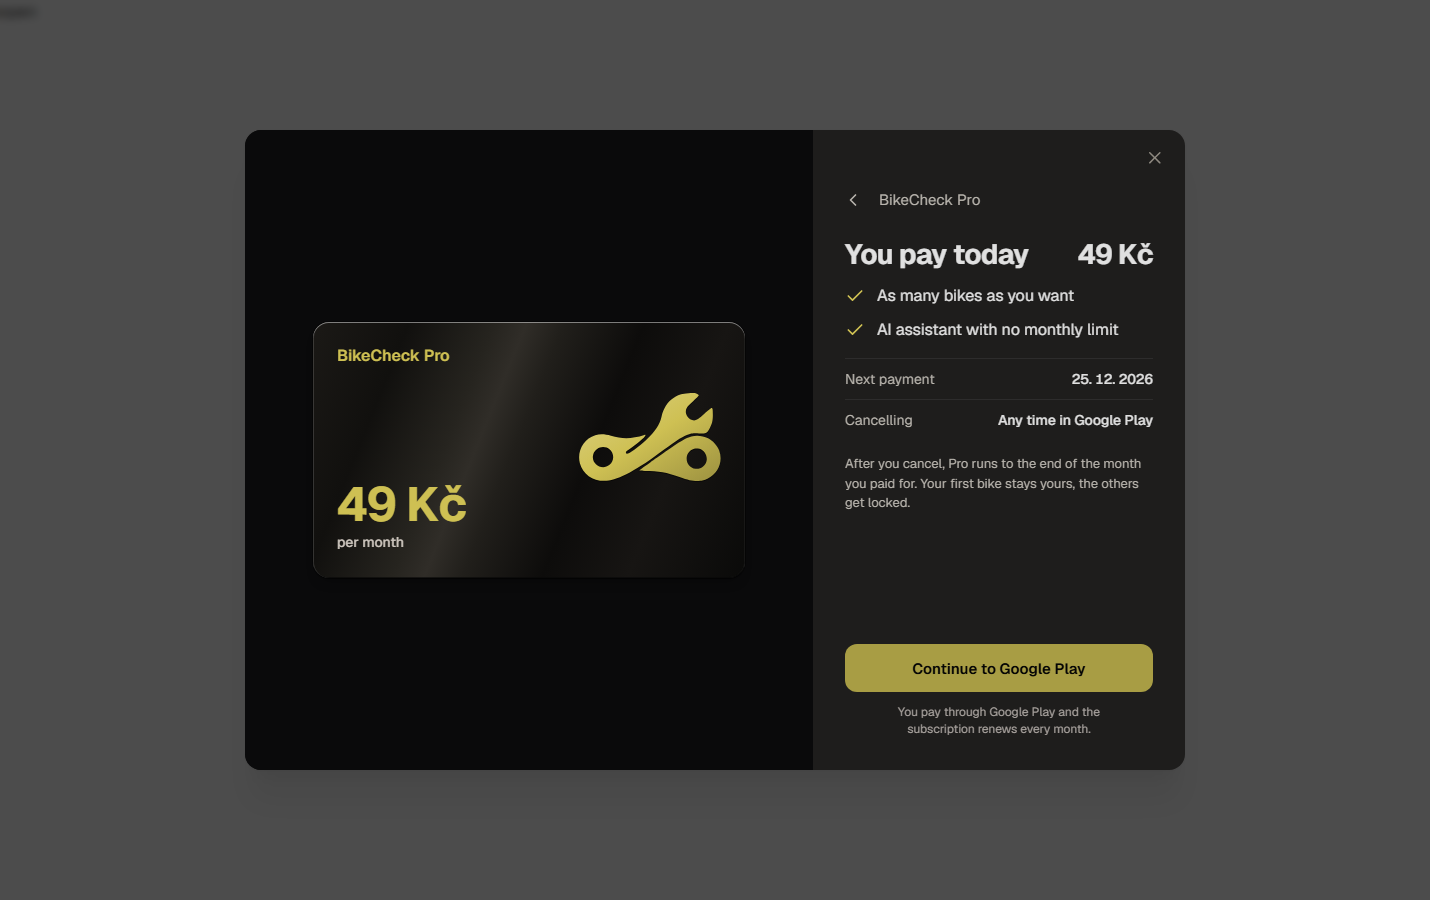 BikeCheck Pro
49 Kč
per month
BikeCheck Pro
You pay today 49 Kč
As many bikes as you want
AI assistant with no monthly limit
Next payment 25. 12. 2026
Cancelling Any time in Google Play
After you cancel, Pro runs to the end of the month
you paid for. Your first bike stays yours, the others
get locked.
Continue to Google Play
You pay through Google Play and the
subscription renews every month.